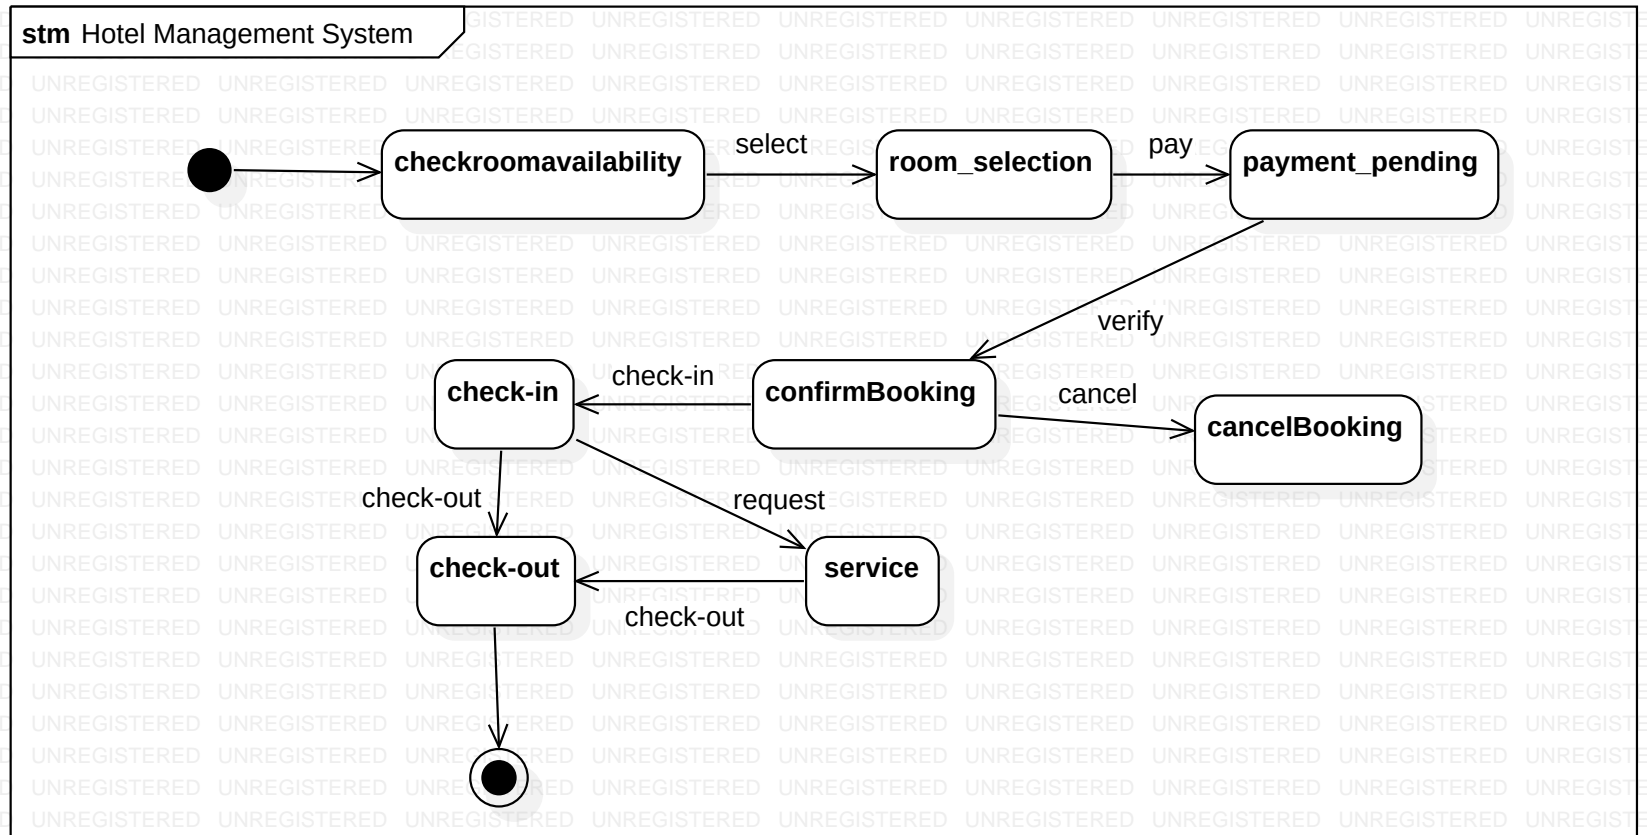 stm Hotel Management System
checkroomavailability
select
room_selection
pay
payment_pending
verify
check-in
check-in
confirmBooking
cancel
cancelBooking
check-out
request
check-out
service
check-out
UNREGISTERED